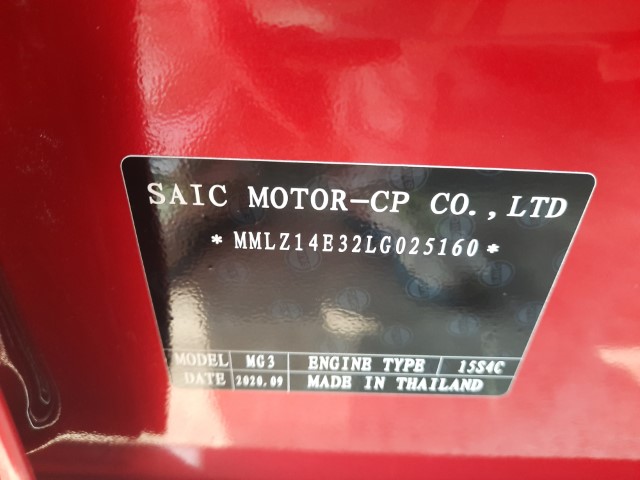 SAIC MOTOR-CP CO.,LTD
*MMLZ14E32LG025160*
MODEL MG3 ENGINE TYPE 15S4C
DATE 2020.09 MADE IN THAILAND